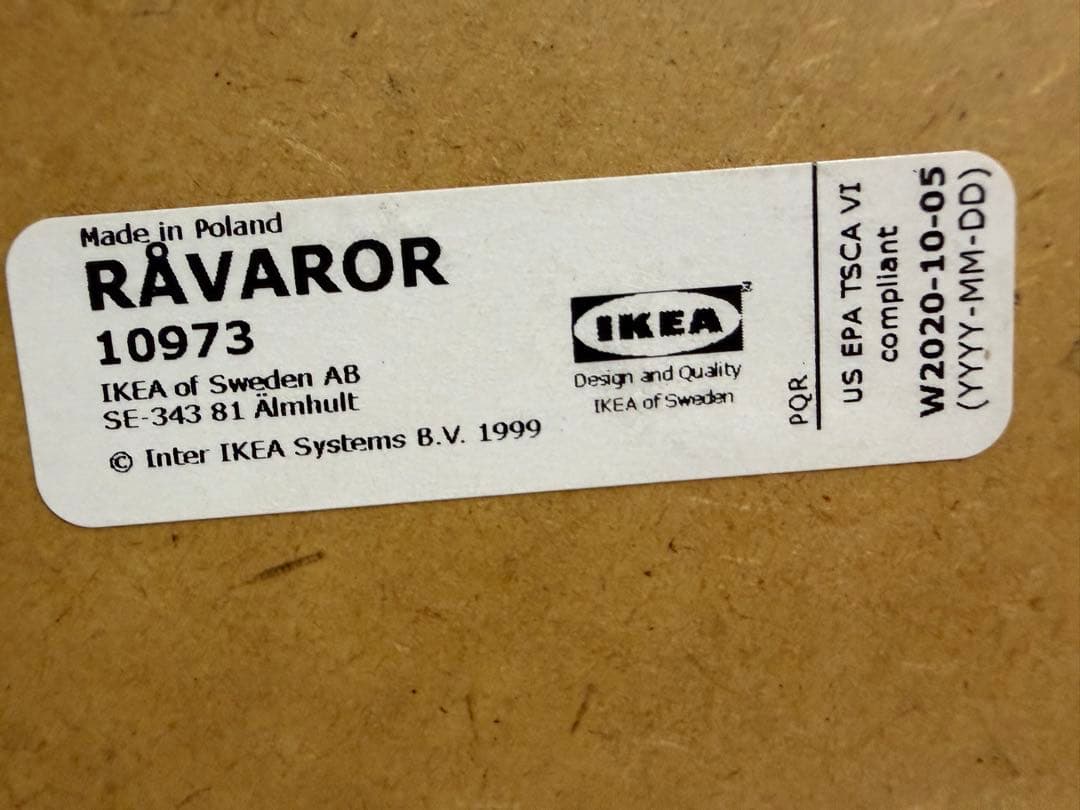 Made in Poland
RÅVAROR
10973
IKEA of Sweden AB
SE-343 81 Älmhult
© Inter IKEA Systems B.V. 1999
IKEA
Design and Quality
IKEA of Sweden
PQR
US EPA TSCA VI
compliant
W2020-10-05
(YYYY-MM-DD)